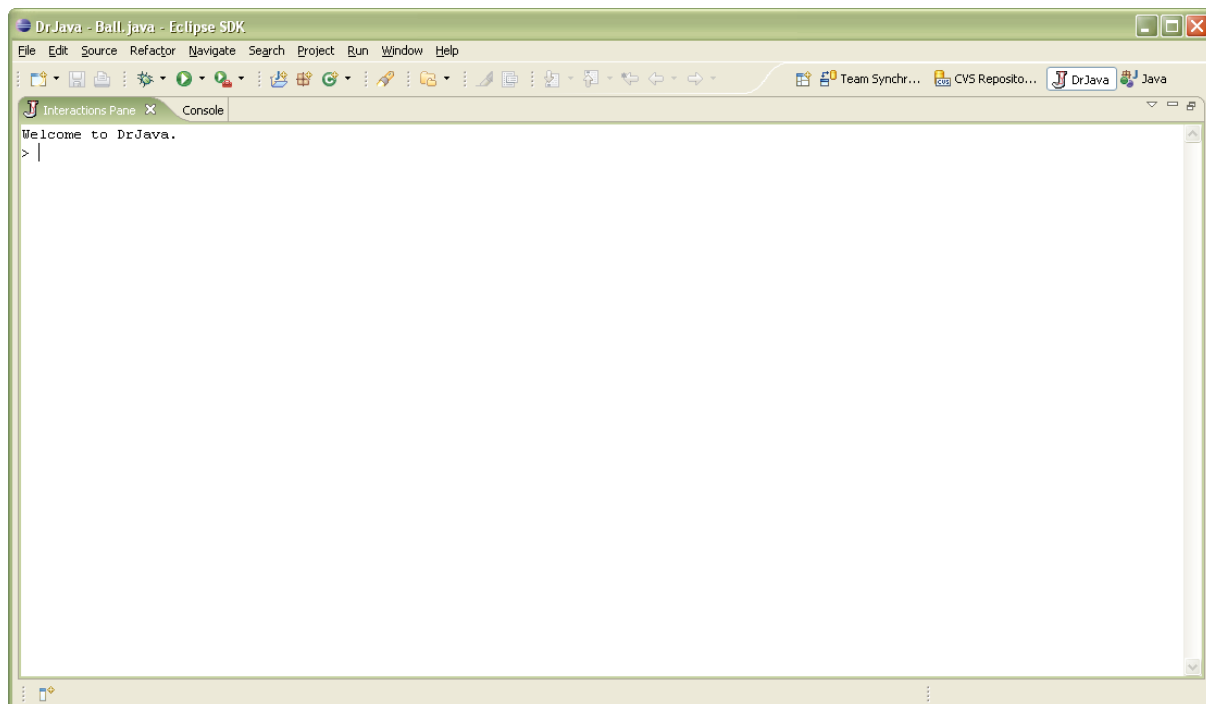 DrJava - Ball.java - Eclipse SDK
File Edit Source Refactor Navigate Search Project Run Window Help
Team Synchr... CVS Reposito... DrJava Java
Interactions Pane Console
Welcome to DrJava.
>